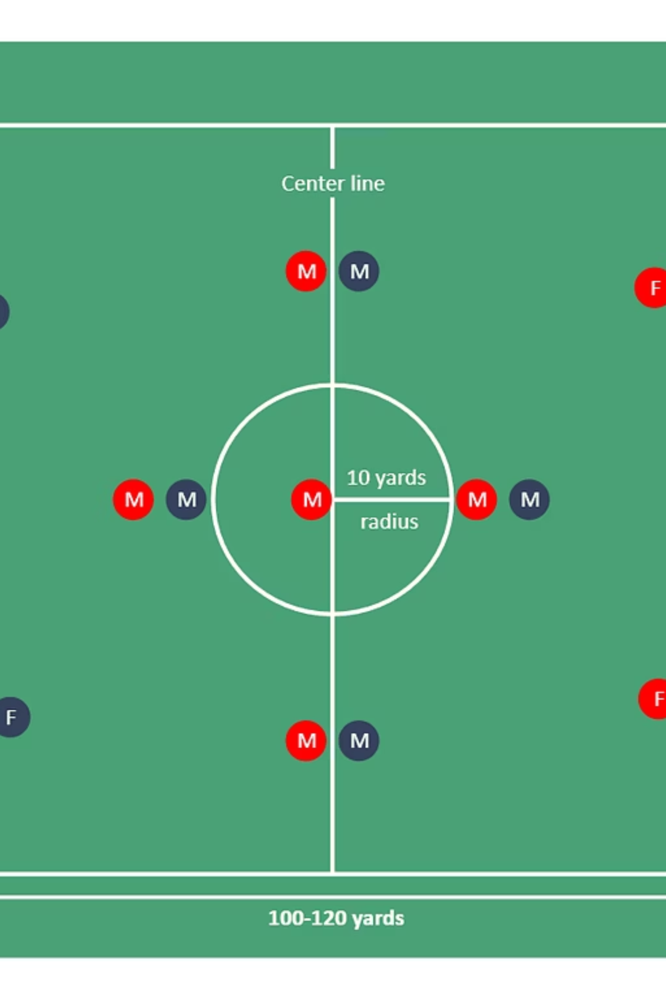 Center line
M M
F
10 yards
M M M M M
radius
F
F
M M
100-120 yards